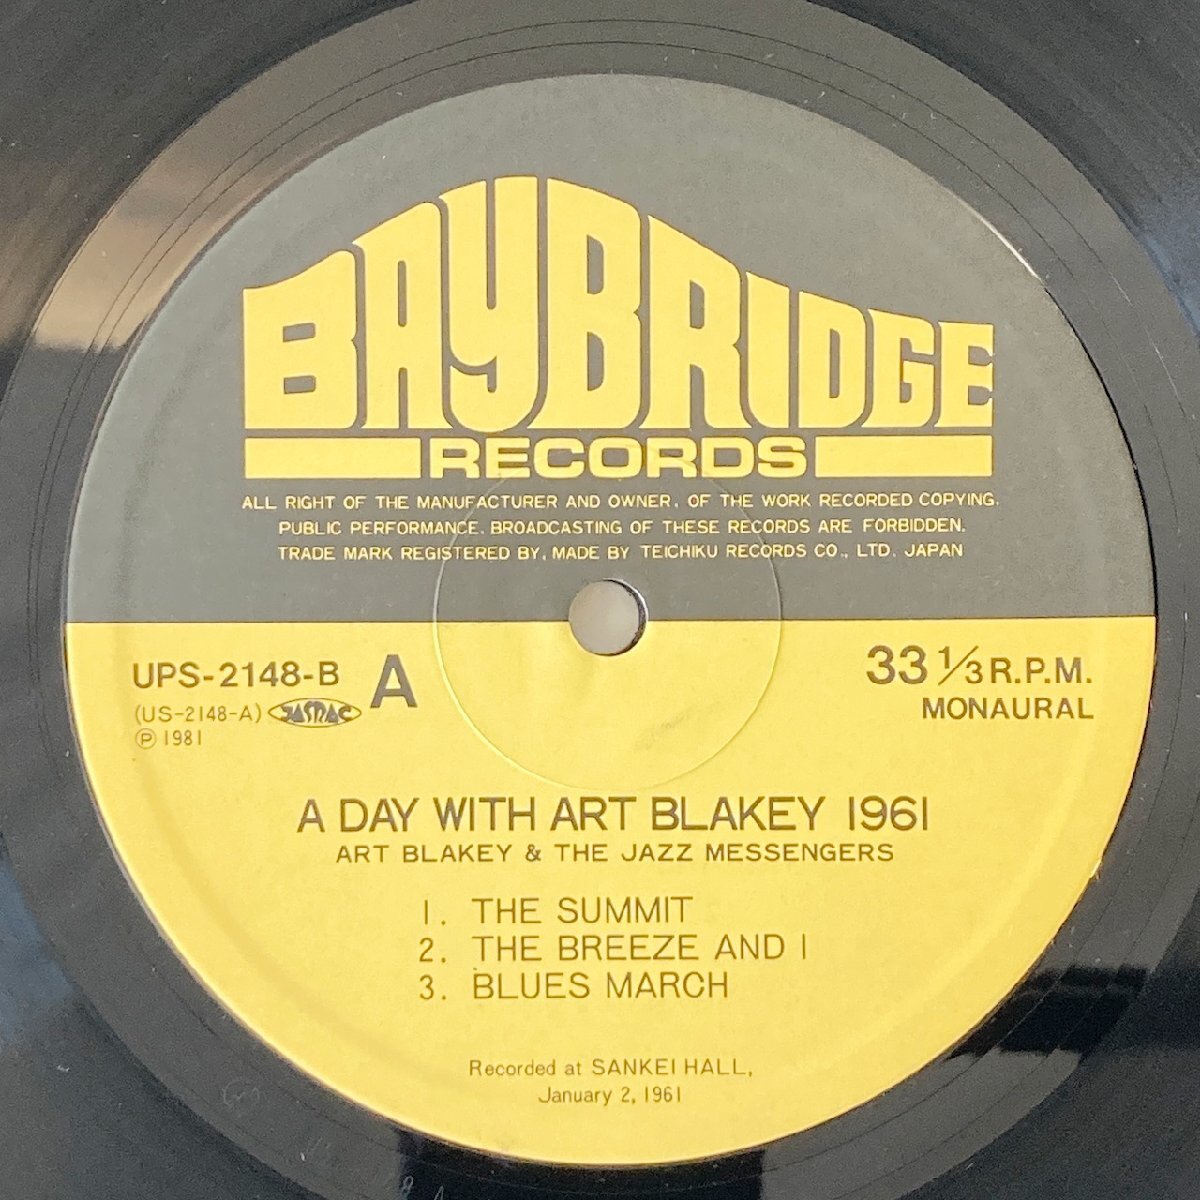 BAYBRIDGE
RECORDS
ALL RIGHT OF THE MANUFACTURER AND OWNER. OF THE WORK RECORDED COPYING.
PUBLIC PERFORMANCE. BROADCASTING OF THESE RECORDS ARE FORBIDDEN.
TRADE MARK REGISTERED BY. MADE BY TEICHIKU RECORDS CO., LTD. JAPAN
UPS-2148-B A
(US-2148-A) JASRAC
℗ 1981
33 1/3 R.P.M.
MONAURAL
A DAY WITH ART BLAKEY 1961
ART BLAKEY & THE JAZZ MESSENGERS
1. THE SUMMIT
2. THE BREEZE AND I
3. BLUES MARCH
Recorded at SANKEI HALL,
January 2, 1961